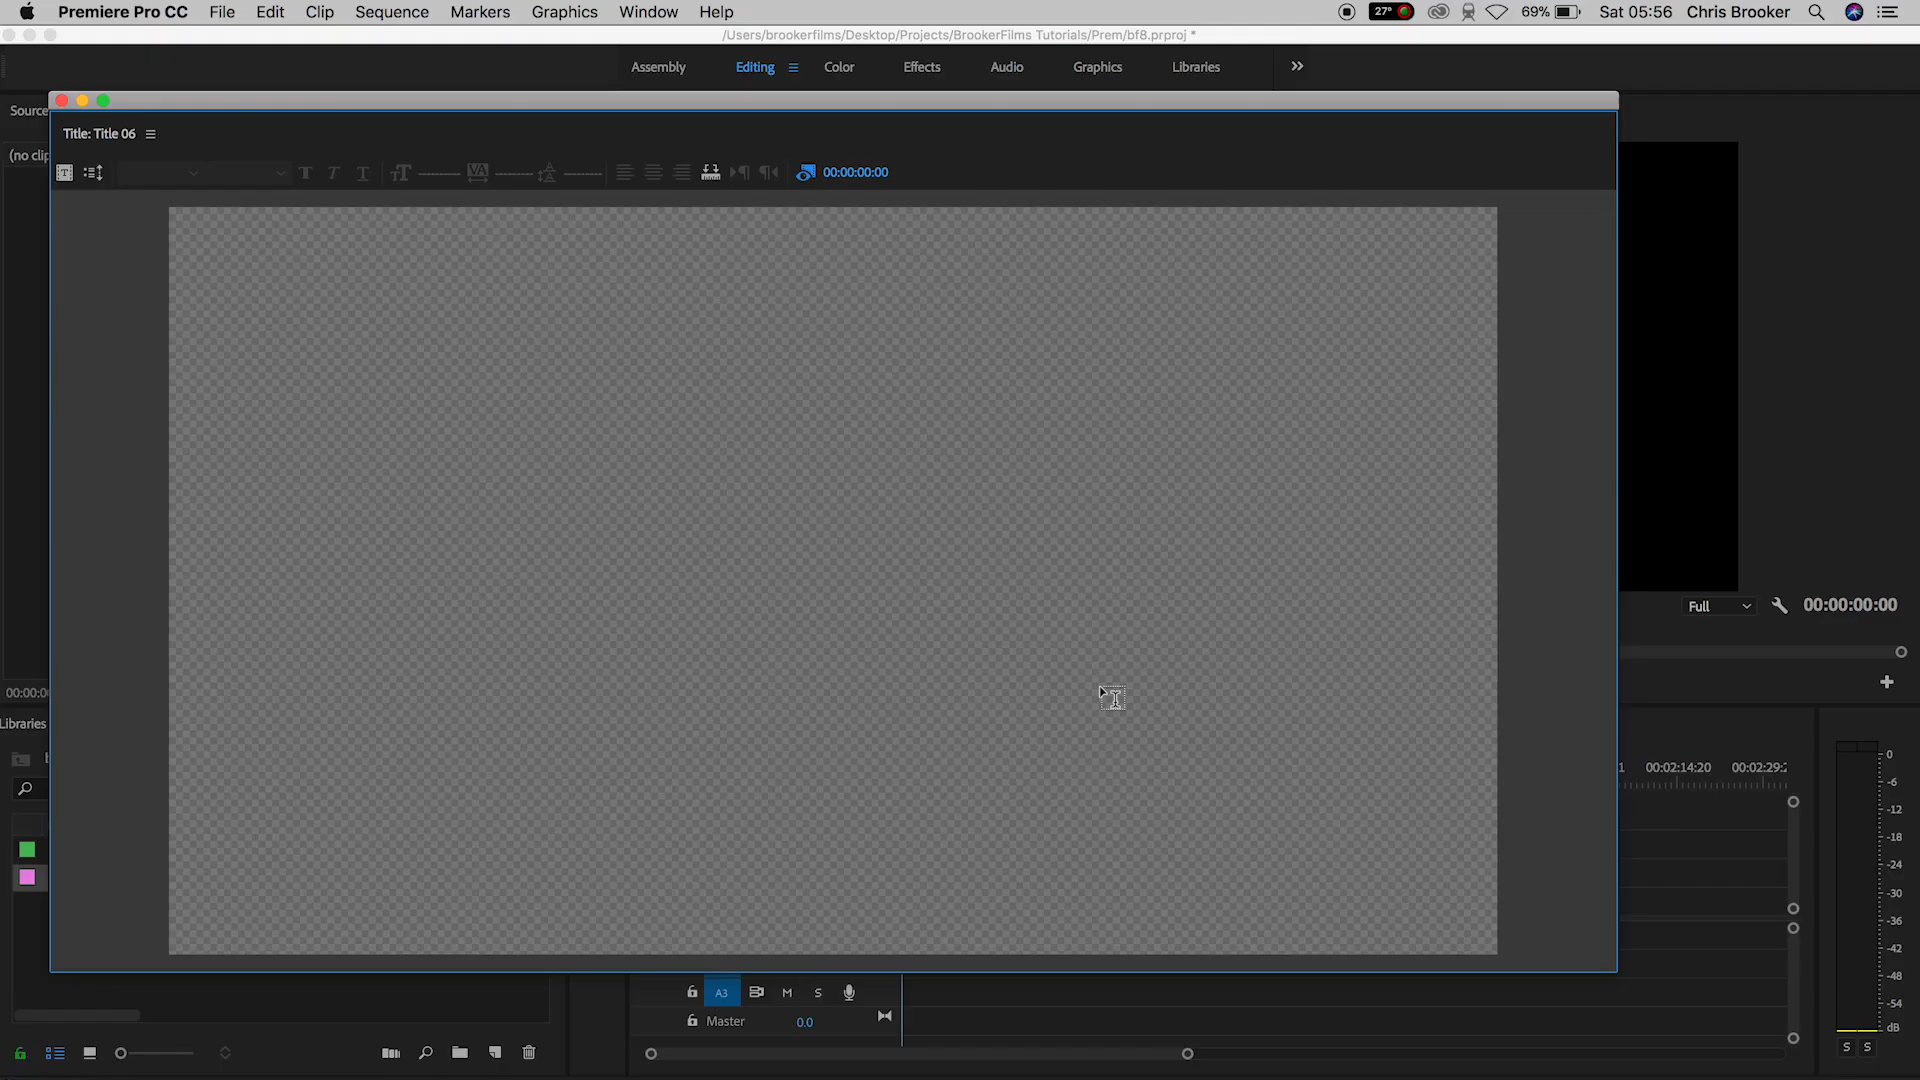 Premiere Pro CC File Edit Clip Sequence Markers Graphics Window Help 27° 69% Sat 05:56 Chris Brooker
/Users/brookerfilms/Desktop/Projects/BrookerFilms Tutorials/Prem/bf8.prproj *
Assembly Editing Color Effects Audio Graphics Libraries
Source
Title: Title 06
(no clip
00:00:00:00
Full 00:00:00:00
00:00:0
Libraries
00:02:14:20 00:02:29:2
0
-6
-12
-18
-24
-30
-36
-42
-48
-54
dB
A3 M S
Master 0.0
S S